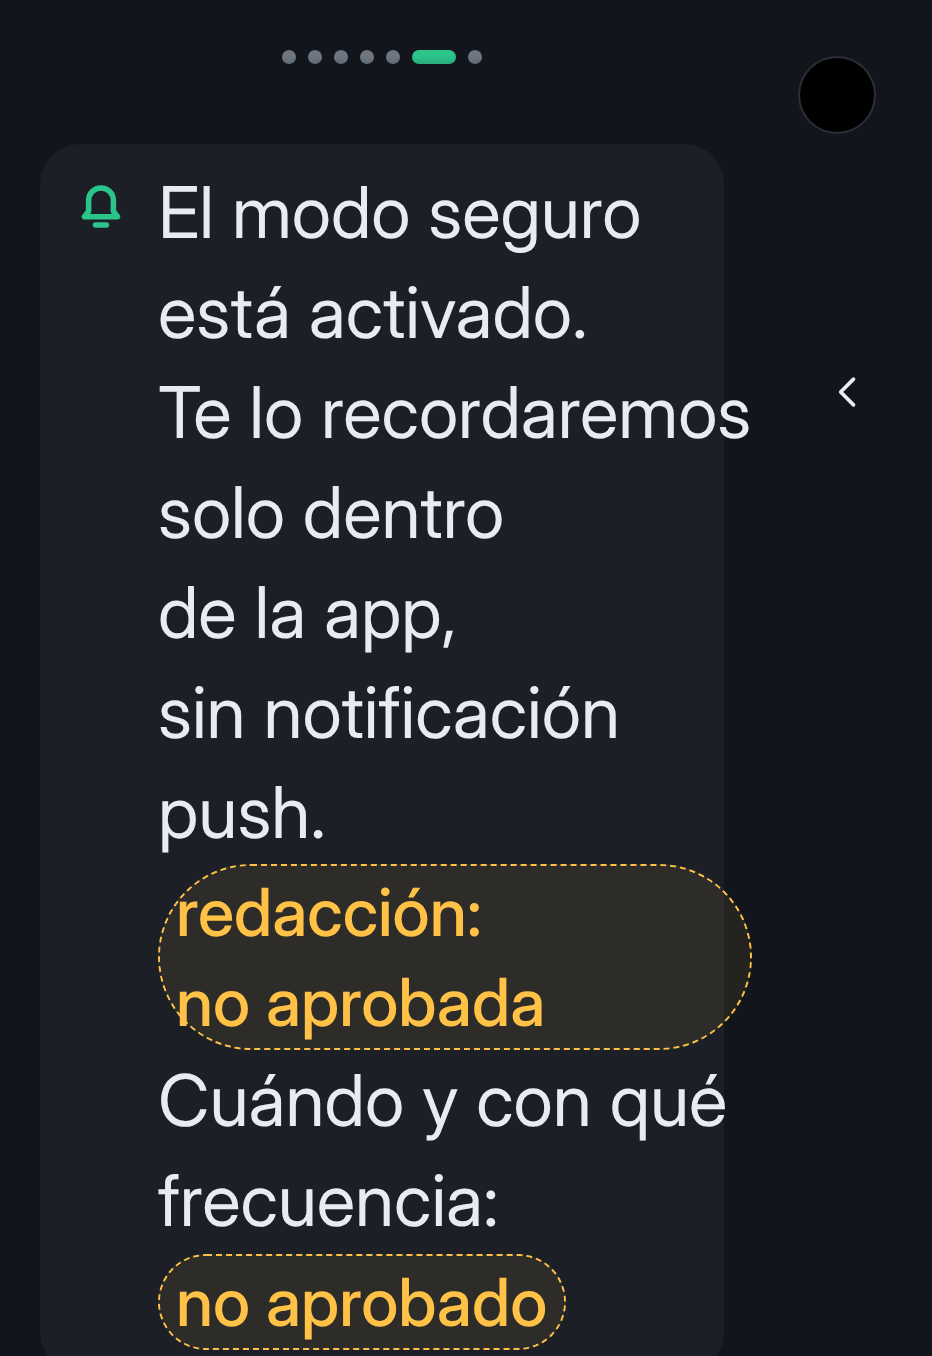 El modo seguro
está activado.
Te lo recordaremos
solo dentro
de la app,
sin notificación
push.
redacción:
no aprobada
Cuándo y con qué
frecuencia:
no aprobado